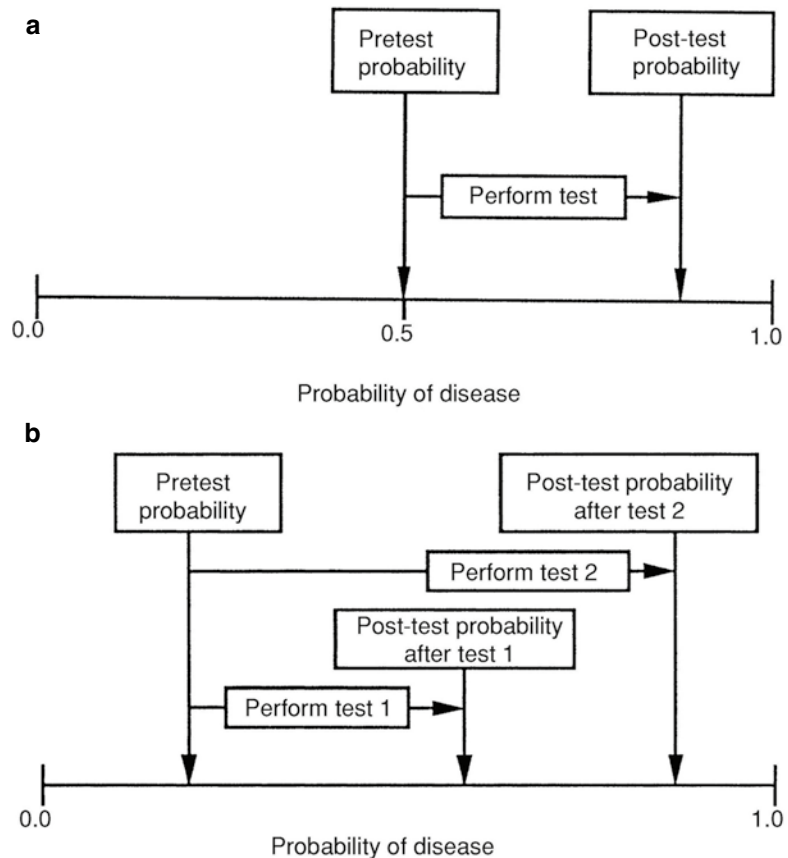 a
Pretest
probability
Post-test
probability
Perform test
0.0
0.5
1.0
Probability of disease
b
Pretest
probability
Post-test probability
after test 2
Perform test 2
Post-test probability
after test 1
Perform test 1
0.0
1.0
Probability of disease